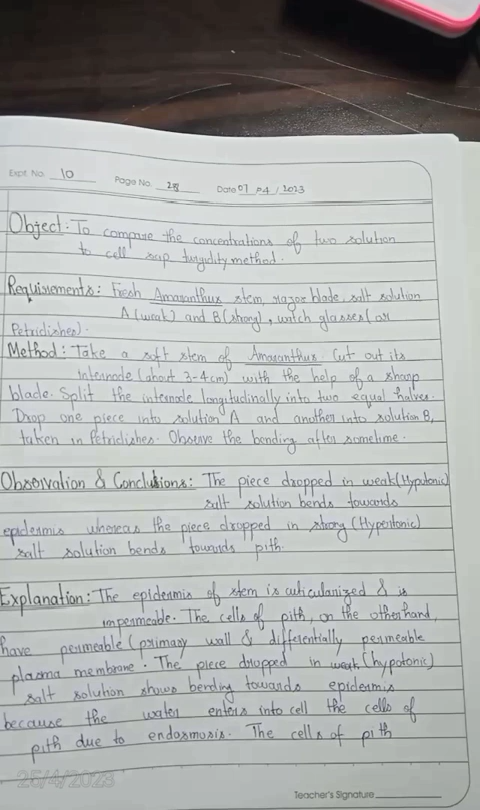 Expt. No. 10
Page No. 28
Date 07/04/2023
Object: To compare the concentrations of two solution
to cell sap turgidity method.
Requirements: Fresh Amaranthus stem, razor blade, salt solution
A (weak) and B (strong), watch glasses (or
Petridishes).
Method: Take a soft stem of Amaranthus. Cut out its
internode (about 3-4cm) with the help of a sharp
blade. Split the internode longitudinally into two equal halves.
Drop one piece into solution A and another into solution B,
taken in Petridishes. Observe the bending after sometime.
Observation & Conclusions: The piece dropped in weak (Hypotonic)
salt solution bends towards
epidermis whereas the piece dropped in strong (Hypertonic)
salt solution bends towards pith.
Explanation: The epidermis of stem is cuticularized & is
impermeable. The cells of pith, on the otherhand,
have permeable (primary wall & differentially permeable
plasma membrane. The piece dropped in weak (hypotonic)
salt solution shows bending towards epidermis
because the water enters into cell the cells of
pith due to endosmosis. The cells of pith
25/4/2023
Teacher's Signature